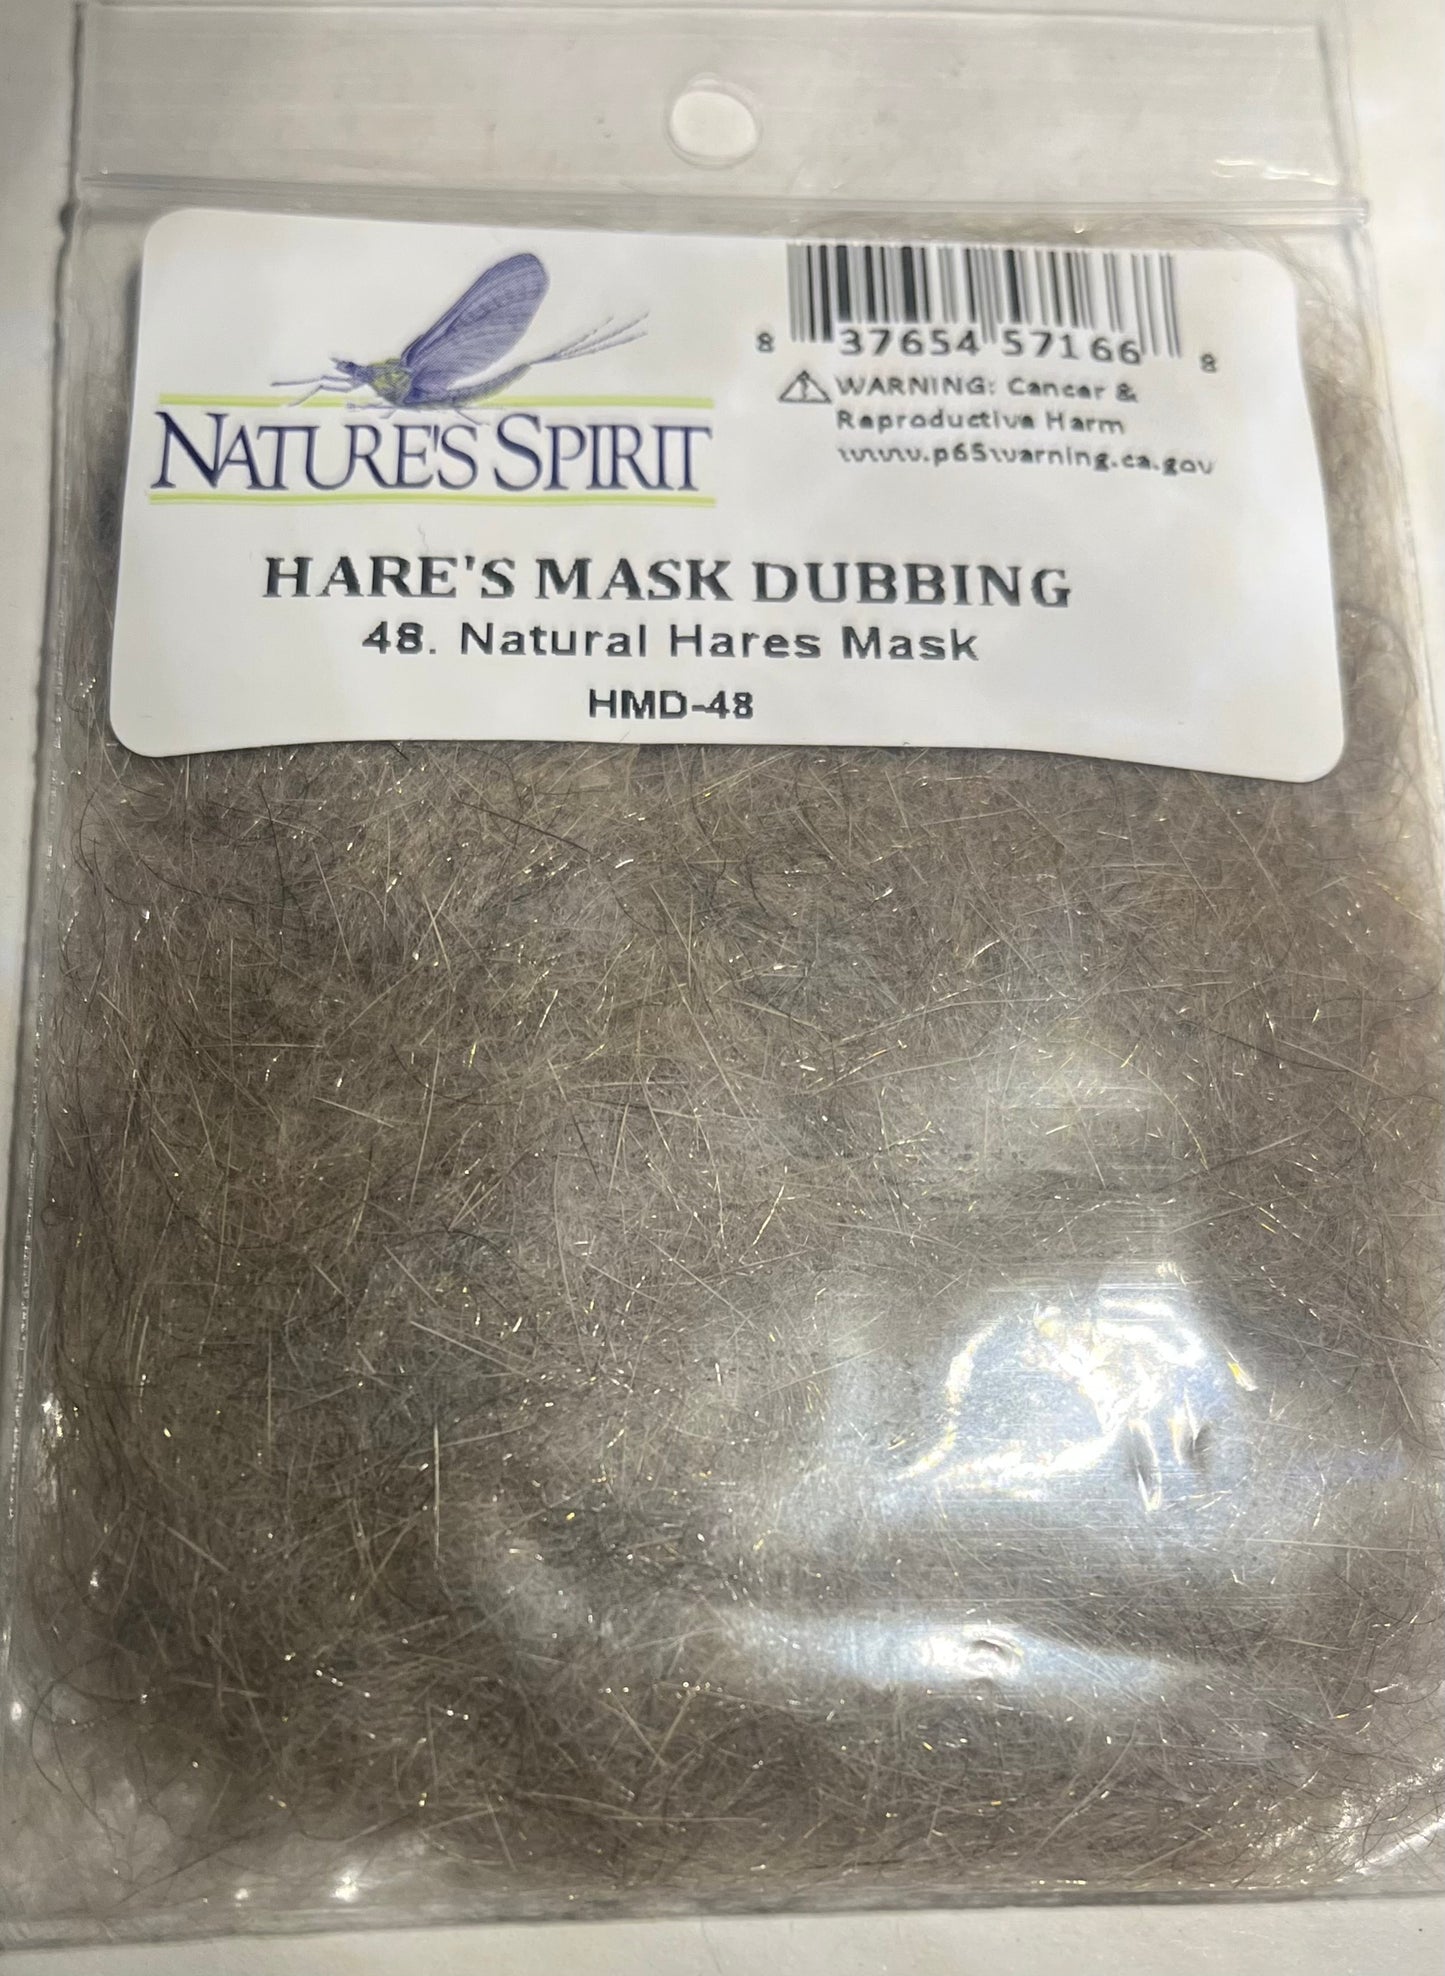 NATURE'S SPIRIT
8 37654 57166 8
WARNING: Cancer &
Reproductive Harm
www.p65warning.ca.gov
HARE'S MASK DUBBING
48. Natural Hares Mask
HMD-48